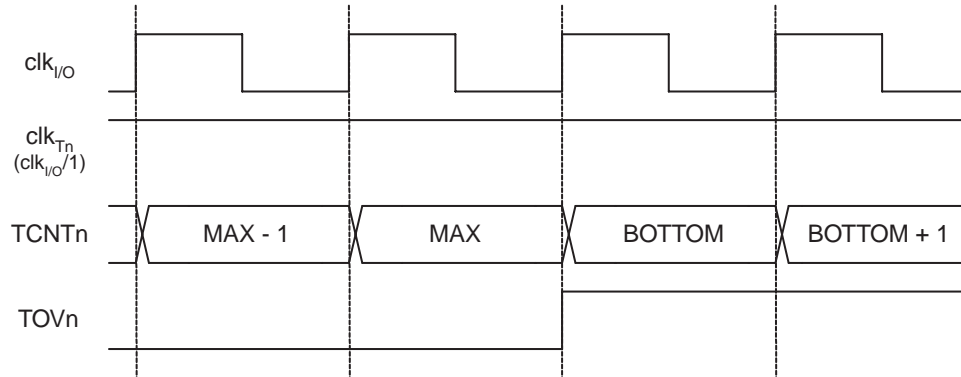 clkI/O
clkTn
(clkI/O/1)
TCNTn MAX - 1 MAX BOTTOM BOTTOM + 1
TOVn